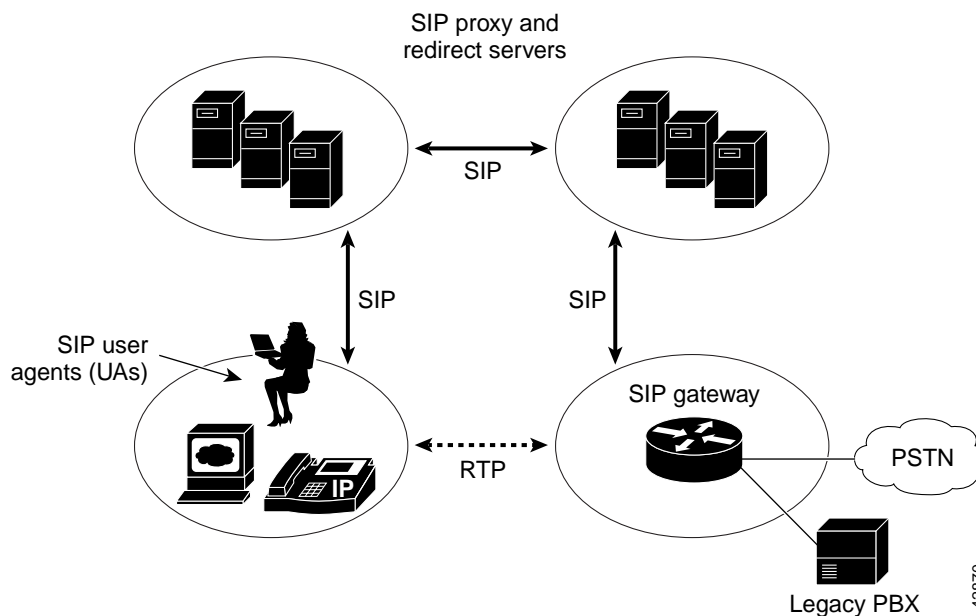 SIP proxy and
redirect servers
SIP
SIP
SIP
SIP user
agents (UAs)
SIP gateway
RTP
IP
PSTN
Legacy PBX